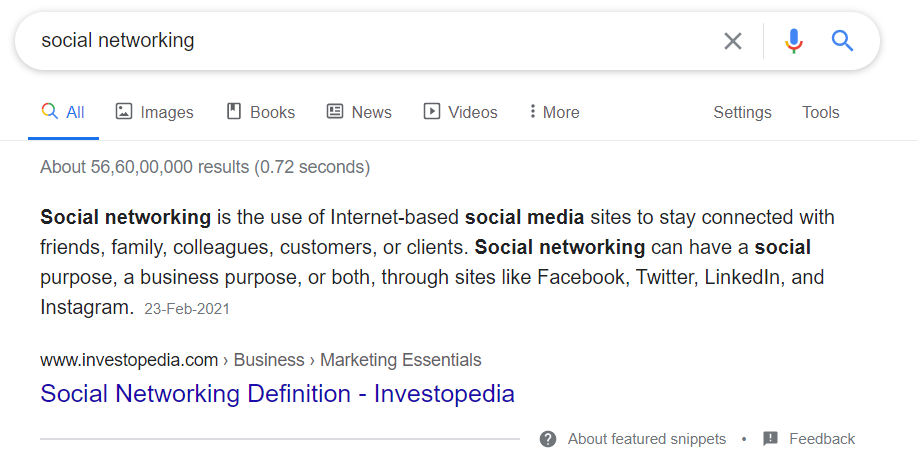 social networking
All Images Books News Videos More Settings Tools
About 56,60,00,000 results (0.72 seconds)
Social networking is the use of Internet-based social media sites to stay connected with
friends, family, colleagues, customers, or clients. Social networking can have a social
purpose, a business purpose, or both, through sites like Facebook, Twitter, LinkedIn, and
Instagram. 23-Feb-2021
www.investopedia.com › Business › Marketing Essentials
Social Networking Definition - Investopedia
About featured snippets • Feedback